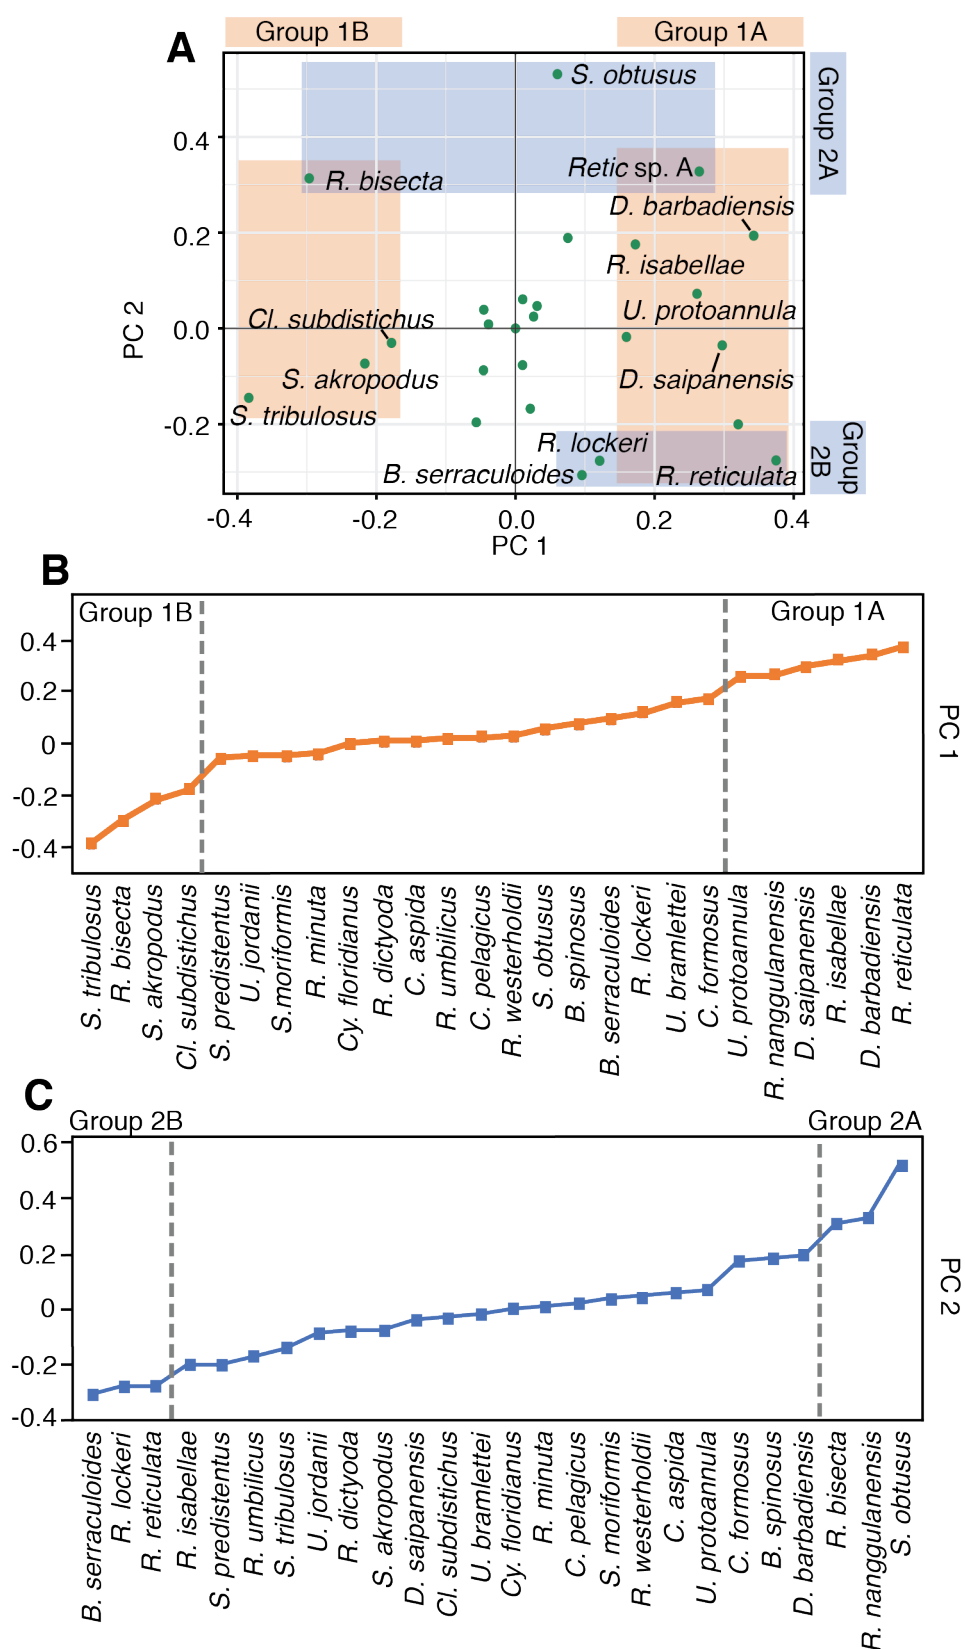 Group 1B
Group 1A
A
S. obtusus
Group 2A
0.4
Retic sp. A
R. bisecta
D. barbadiensis
0.2
R. isabellae
PC 2
U. protoannula
Cl. subdistichus
0.0
S. akropodus
D. saipanensis
S. tribulosus
-0.2
R. lockeri
Group
2B
B. serraculoides
R. reticulata
-0.4
-0.2
0.0
0.2
0.4
PC 1
B
Group 1B
Group 1A
0.4
0.2
0
-0.2
-0.4
PC 1
S. tribulosus
R. bisecta
S. akropodus
Cl. subdistichus
S. predistentus
U. jordanii
S.moriformis
R. minuta
Cy. floridianus
R. dictyoda
C. aspida
R. umbilicus
C. pelagicus
R. westerholdii
S. obtusus
B. spinosus
B. serraculoides
R. lockeri
U. bramlettei
C. formosus
U. protoannula
R. nanggulanensis
D. saipanensis
R. isabellae
D. barbadiensis
R. reticulata
C
Group 2B
Group 2A
0.6
0.4
0.2
0
-0.2
-0.4
PC 2
B. serraculoides
R. lockeri
R. reticulata
R. isabellae
S. predistentus
R. umbilicus
S. tribulosus
U. jordanii
R. dictyoda
S. akropodus
D. saipanensis
Cl. subdistichus
U. bramlettei
Cy. floridianus
R. minuta
C. pelagicus
S. moriformis
R. westerholdii
C. aspida
U. protoannula
C. formosus
B. spinosus
D. barbadiensis
R. bisecta
R. nanggulanensis
S. obtusus